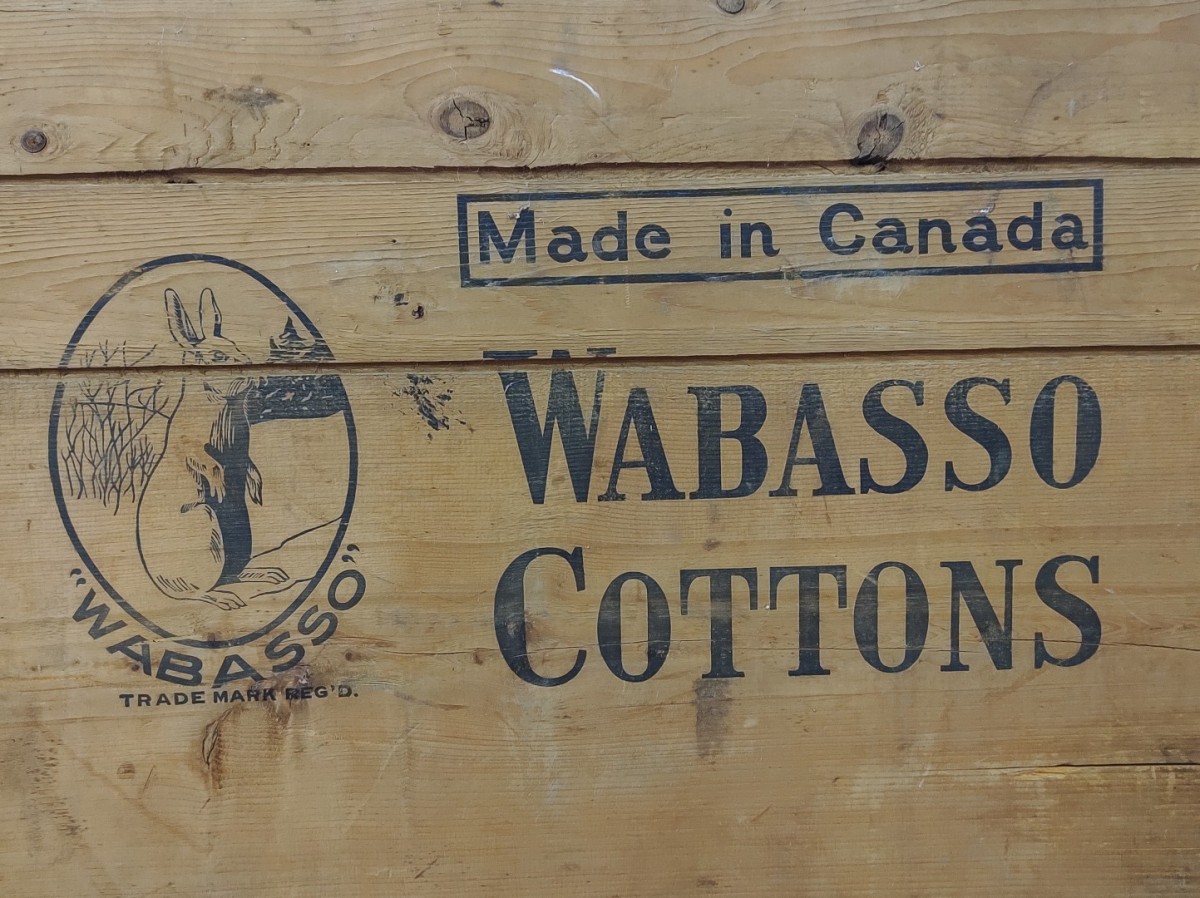 Made in Canada
WABASSO
COTTONS
"WABASSO"
TRADE MARK REG'D.